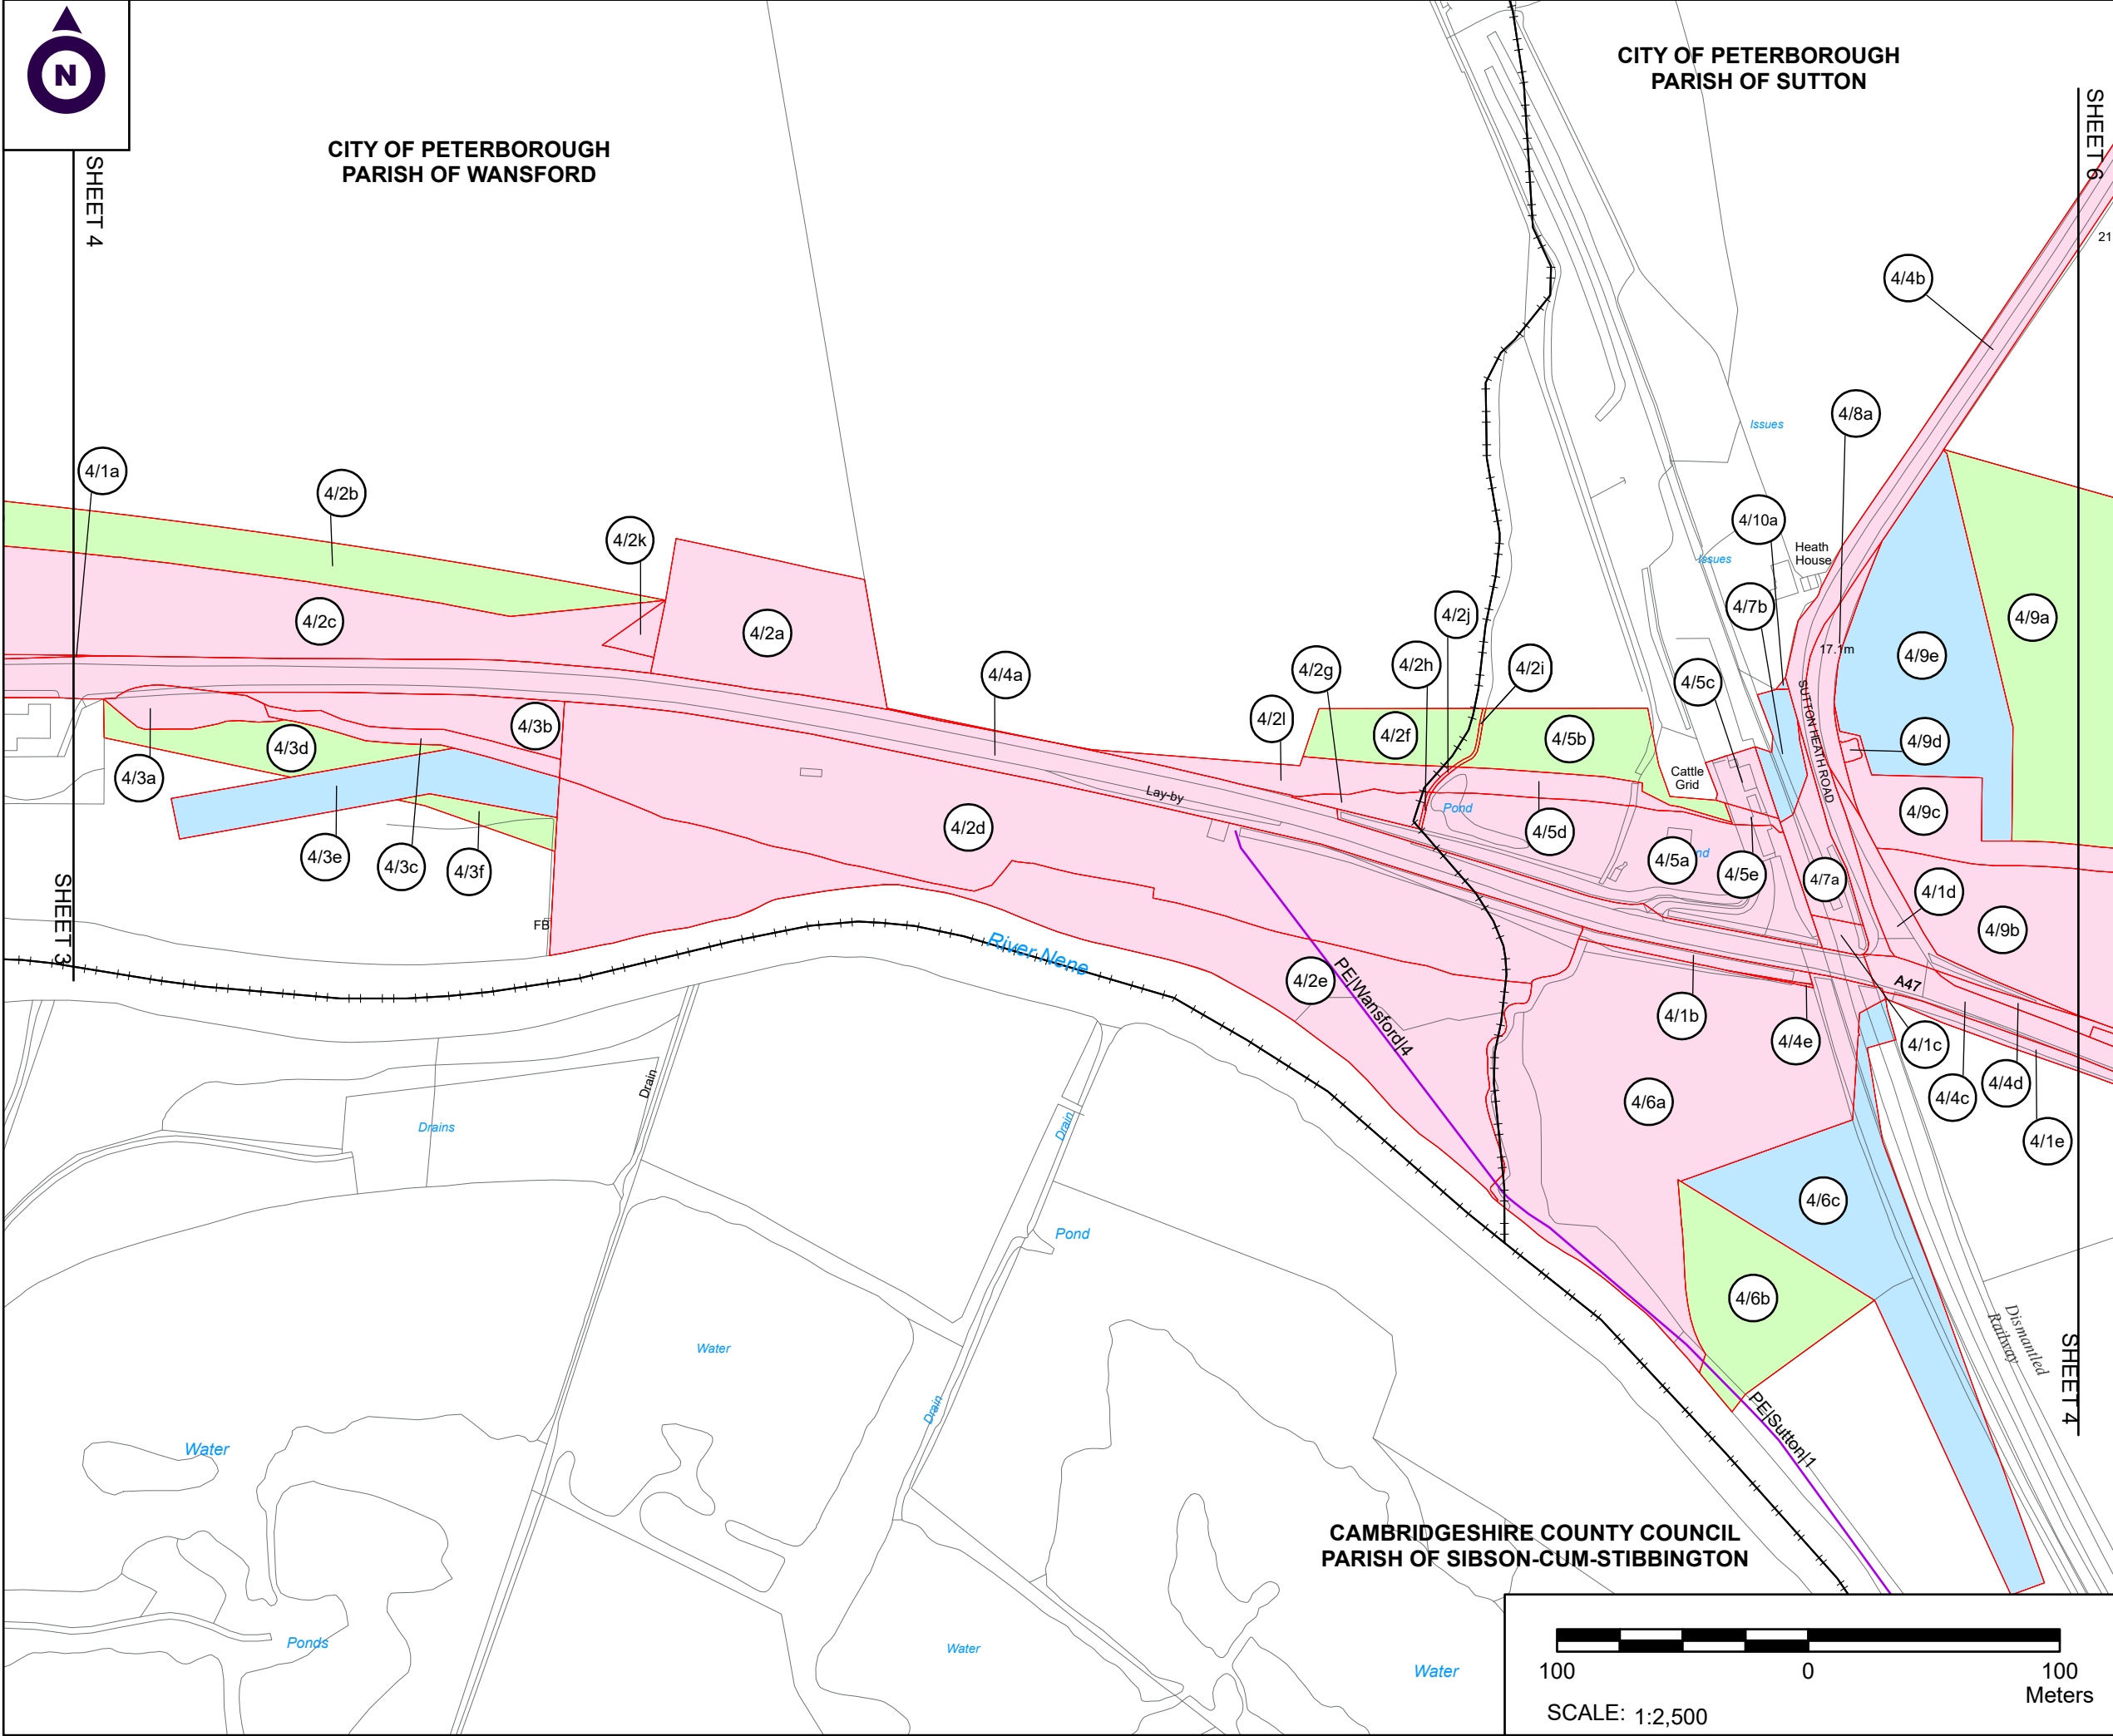 N
CITY OF PETERBOROUGH
PARISH OF SUTTON
CITY OF PETERBOROUGH
PARISH OF WANSFORD
SHEET 4
SHEET 6
21
4/4b
4/8a
Issues
4/1a
4/2b
4/2k
4/10a
Heath
House
Issues
4/2c
4/2a
4/2j
4/7b
4/9a
4/2g
4/2h
4/2i
4/5c
17.1m
4/9e
4/4a
4/2l
4/3b
4/3d
4/2f
4/5b
SUTTON HEATH ROAD
4/9d
4/3a
Cattle
Grid
Lay-by
Pond
4/2d
4/5d
4/9c
4/3e
4/3c
4/3f
4/5a
nd
4/5e
4/7a
4/1d
SHEET 3
FB
River Nene
4/9b
4/2e
PE|Wansford|4
A47
4/1b
4/4e
4/1c
4/4c
4/4d
4/1e
Drain
Drains
Drain
4/6a
4/6c
Pond
4/6b
Dismantled
Railway
SHEET 4
Water
Drain
PE|Sutton|1
Water
CAMBRIDGESHIRE COUNTY COUNCIL
PARISH OF SIBSON-CUM-STIBBINGTON
Ponds
Water
Water
100 0 100
Meters
SCALE: 1:2,500